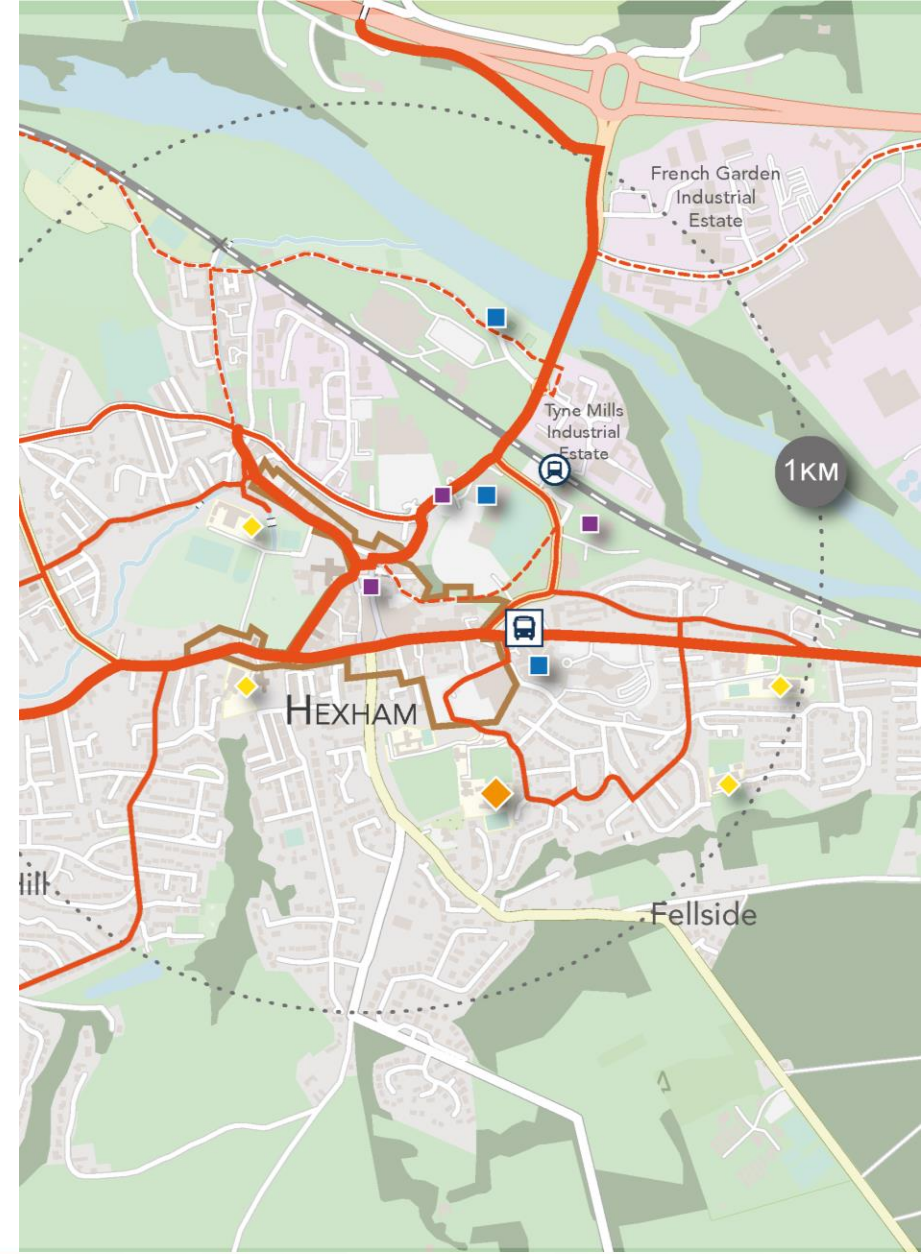 French Garden
Industrial
Estate
Tyne Mills
Industrial
Estate
1KM
HEXHAM
Hill
Fellside